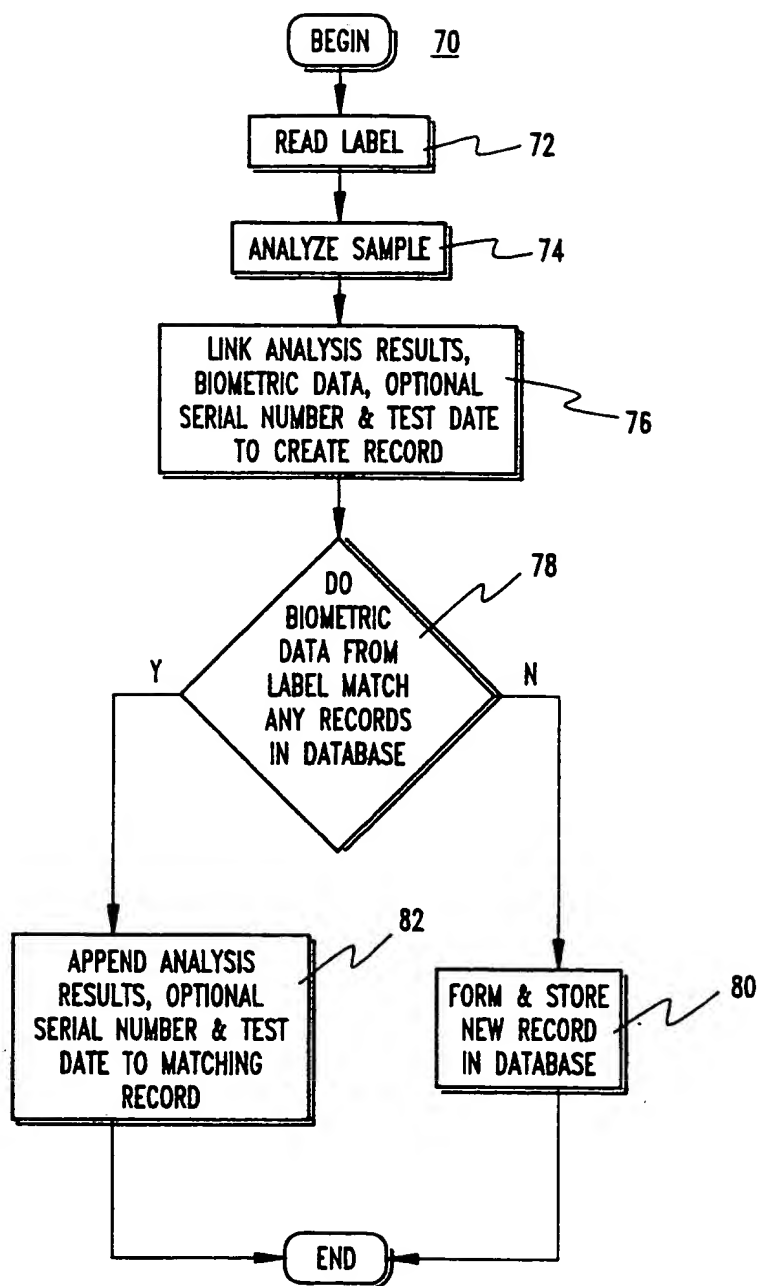 BEGIN
70
READ LABEL
72
ANALYZE SAMPLE
74
LINK ANALYSIS RESULTS,
BIOMETRIC DATA, OPTIONAL
SERIAL NUMBER & TEST DATE
TO CREATE RECORD
76
DO
BIOMETRIC
DATA FROM
LABEL MATCH
ANY RECORDS
IN DATABASE
78
Y
N
APPEND ANALYSIS
RESULTS, OPTIONAL
SERIAL NUMBER & TEST
DATE TO MATCHING
RECORD
82
FORM & STORE
NEW RECORD
IN DATABASE
80
END